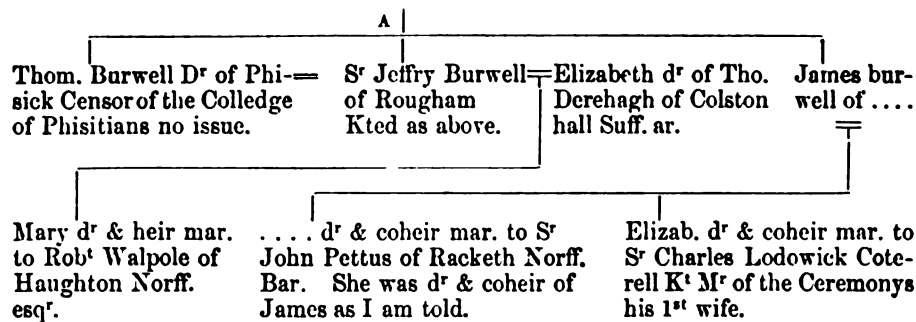 A
Thom. Burwell Dʳ of Phi-
sick Censor of the Colledge
of Phisitians no issue.
Sʳ Jeffry Burwell
of Rougham
Kted as above.
Elizabeth dʳ of Tho.
Derehagh of Colston
hall Suff. ar.
James bur-
well of ....
Mary dʳ & heir mar.
to Robᵗ Walpole of
Haughton Norff.
esqʳ.
.... dʳ & coheir mar. to Sʳ
John Pettus of Racketh Norff.
Bar. She was dʳ & coheir of
James as I am told.
Elizab. dʳ & coheir mar. to
Sʳ Charles Lodowick Cote-
rell Kᵗ Mʳ of the Ceremonys
his 1ˢᵗ wife.